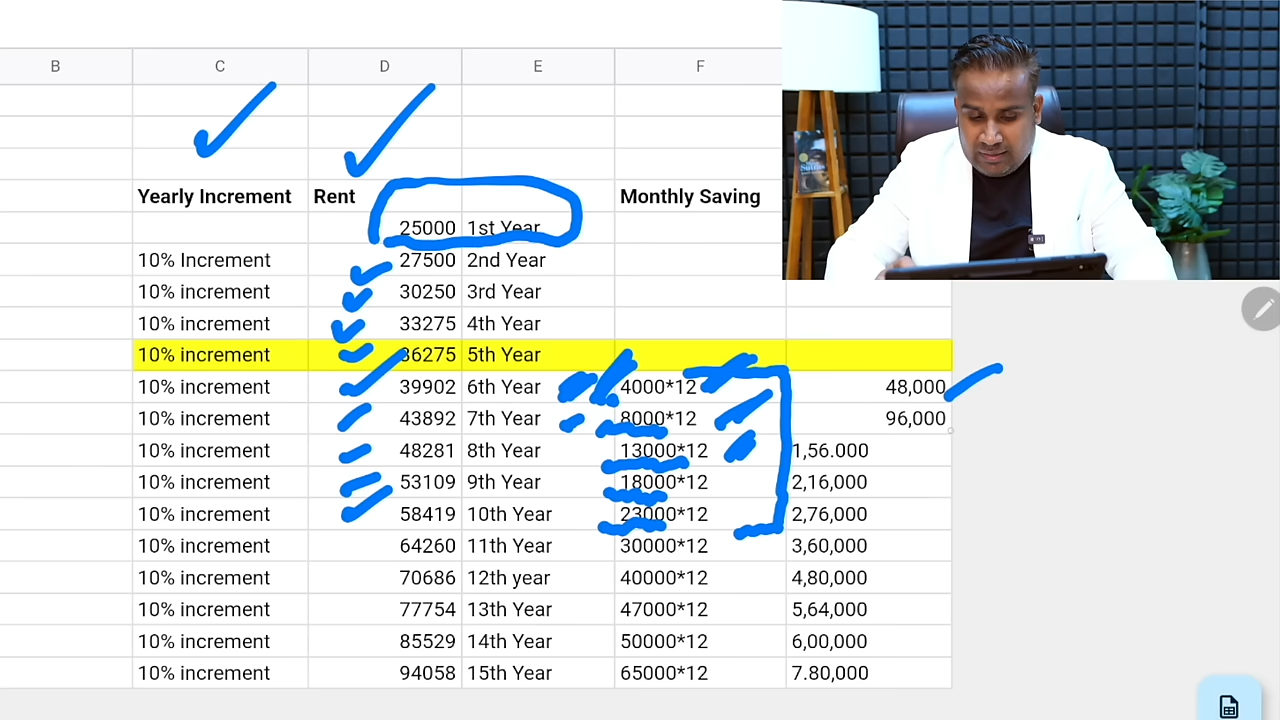 B C D E F
Yearly Increment Rent Monthly Saving
25000 1st Year
10% Increment 27500 2nd Year
10% increment 30250 3rd Year
10% increment 33275 4th Year
10% increment 36275 5th Year
10% increment 39902 6th Year 4000*12 48,000
10% increment 43892 7th Year 8000*12 96,000
10% increment 48281 8th Year 13000*12 1,56.000
10% increment 53109 9th Year 18000*12 2,16,000
10% increment 58419 10th Year 23000*12 2,76,000
10% increment 64260 11th Year 30000*12 3,60,000
10% increment 70686 12th year 40000*12 4,80,000
10% increment 77754 13th Year 47000*12 5,64,000
10% increment 85529 14th Year 50000*12 6,00,000
10% increment 94058 15th Year 65000*12 7.80,000